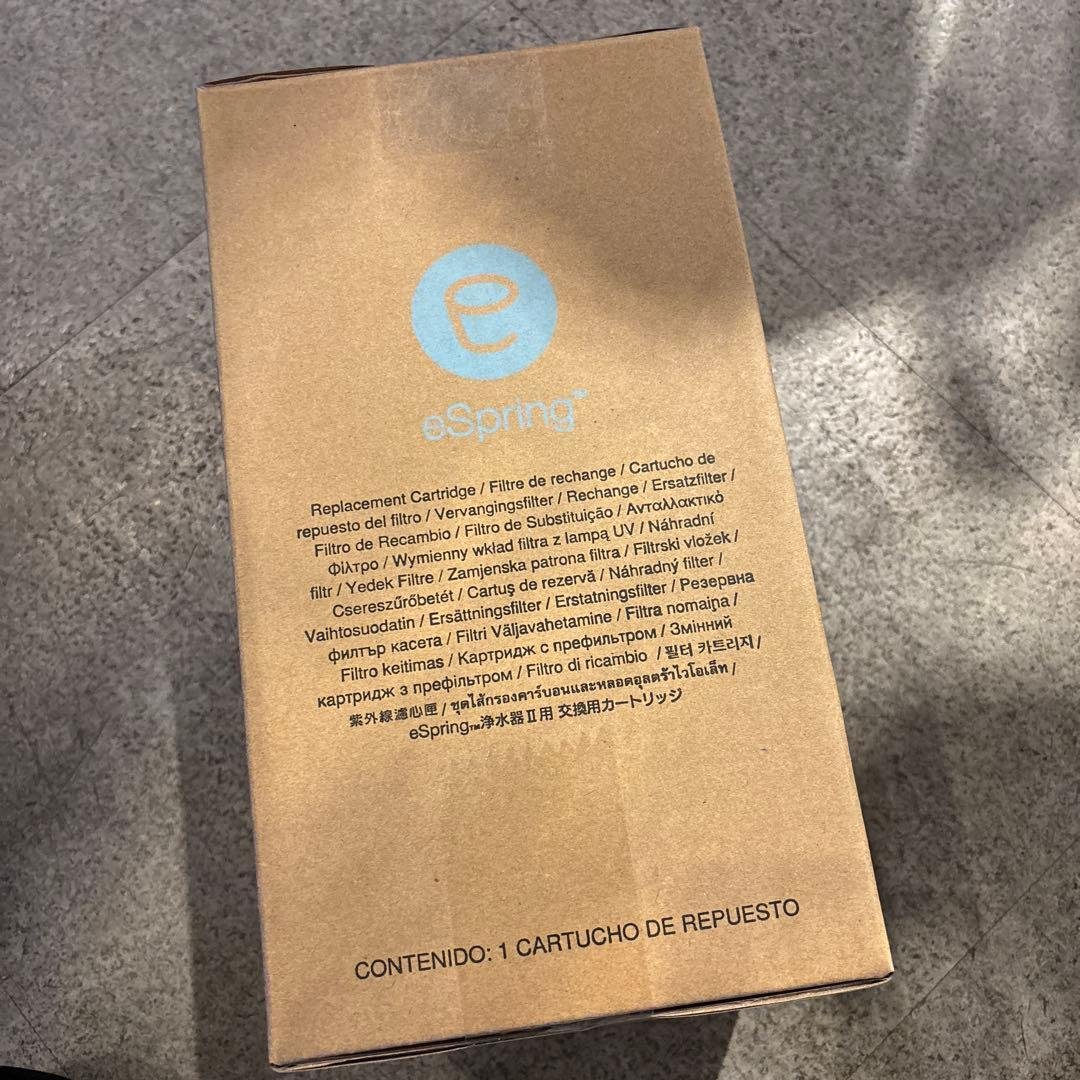 e
eSpring™
Replacement Cartridge / Filtre de rechange / Cartucho de
repuesto del filtro / Vervangingsfilter / Rechange / Ersatzfilter /
Filtro de Recambio / Filtro de Substituição / Ανταλλακτικό
Φίλτρο / Wymienny wkład filtra z lampą UV / Náhradní
filtr / Yedek Filtre / Zamjenska patrona filtra / Filtrski vložek /
Csereszűrőbetét / Cartuş de rezervă / Náhradný filter /
Vaihtosuodatin / Ersättningsfilter / Erstatningsfilter / Резервна
филтър касета / Filtri Väljavahetamine / Filtra nomaiņa /
Filtro keitimas / Картридж с префильтром / Змінний
картридж з префільтром / Filtro di ricambio / 필터 카트리지 /
紫外線濾心匣 / ชุดไส้กรองคาร์บอนและหลอดอุลตร้าไวโอเล็ท /
eSpring™浄水器Ⅱ用 交換用カートリッジ
CONTENIDO: 1 CARTUCHO DE REPUESTO